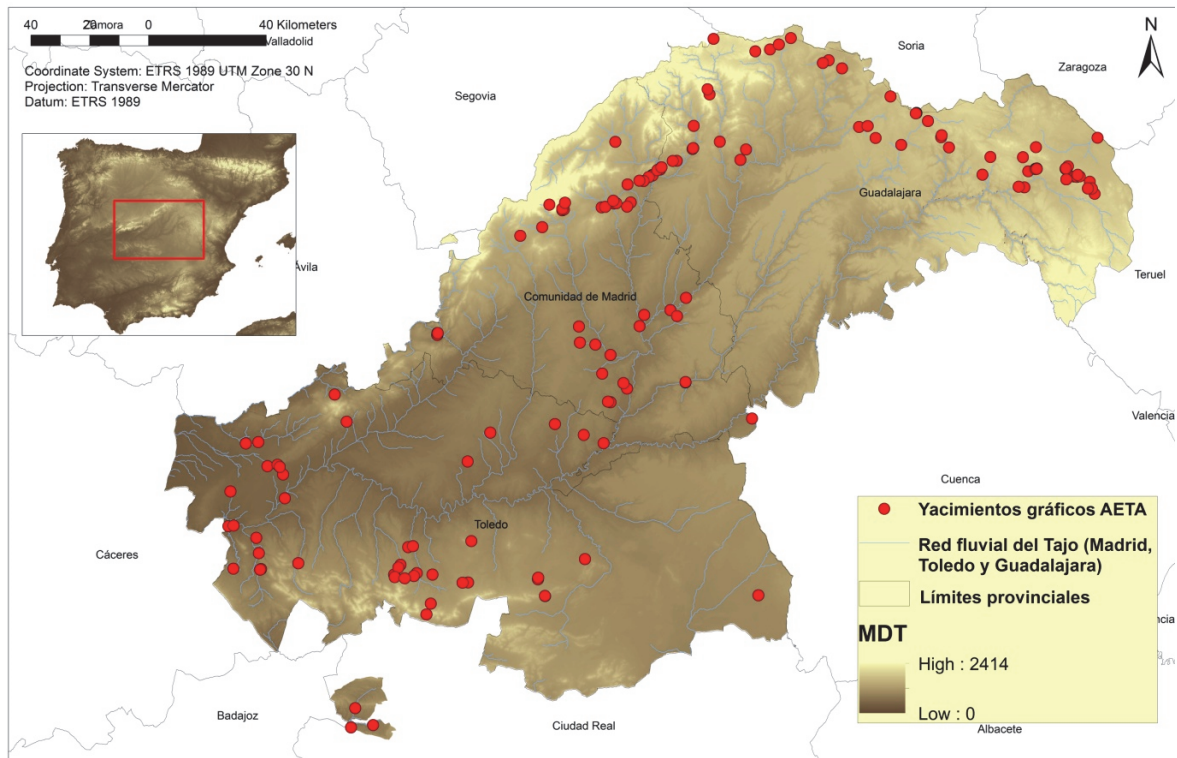 40 20 0 40 Kilometers
Zamora
Valladolid
Coordinate System: ETRS 1989 UTM Zone 30 N
Projection: Transverse Mercator
Datum: ETRS 1989
N
Soria
Zaragoza
Segovia
Guadalajara
Ávila
Teruel
Comunidad de Madrid
Valencia
Cuenca
Toledo
Cáceres
Badajoz
Ciudad Real
Yacimientos gráficos AETA
Red fluvial del Tajo (Madrid,
Toledo y Guadalajara)
Límites provinciales
MDT
High : 2414
Low : 0
Albacete